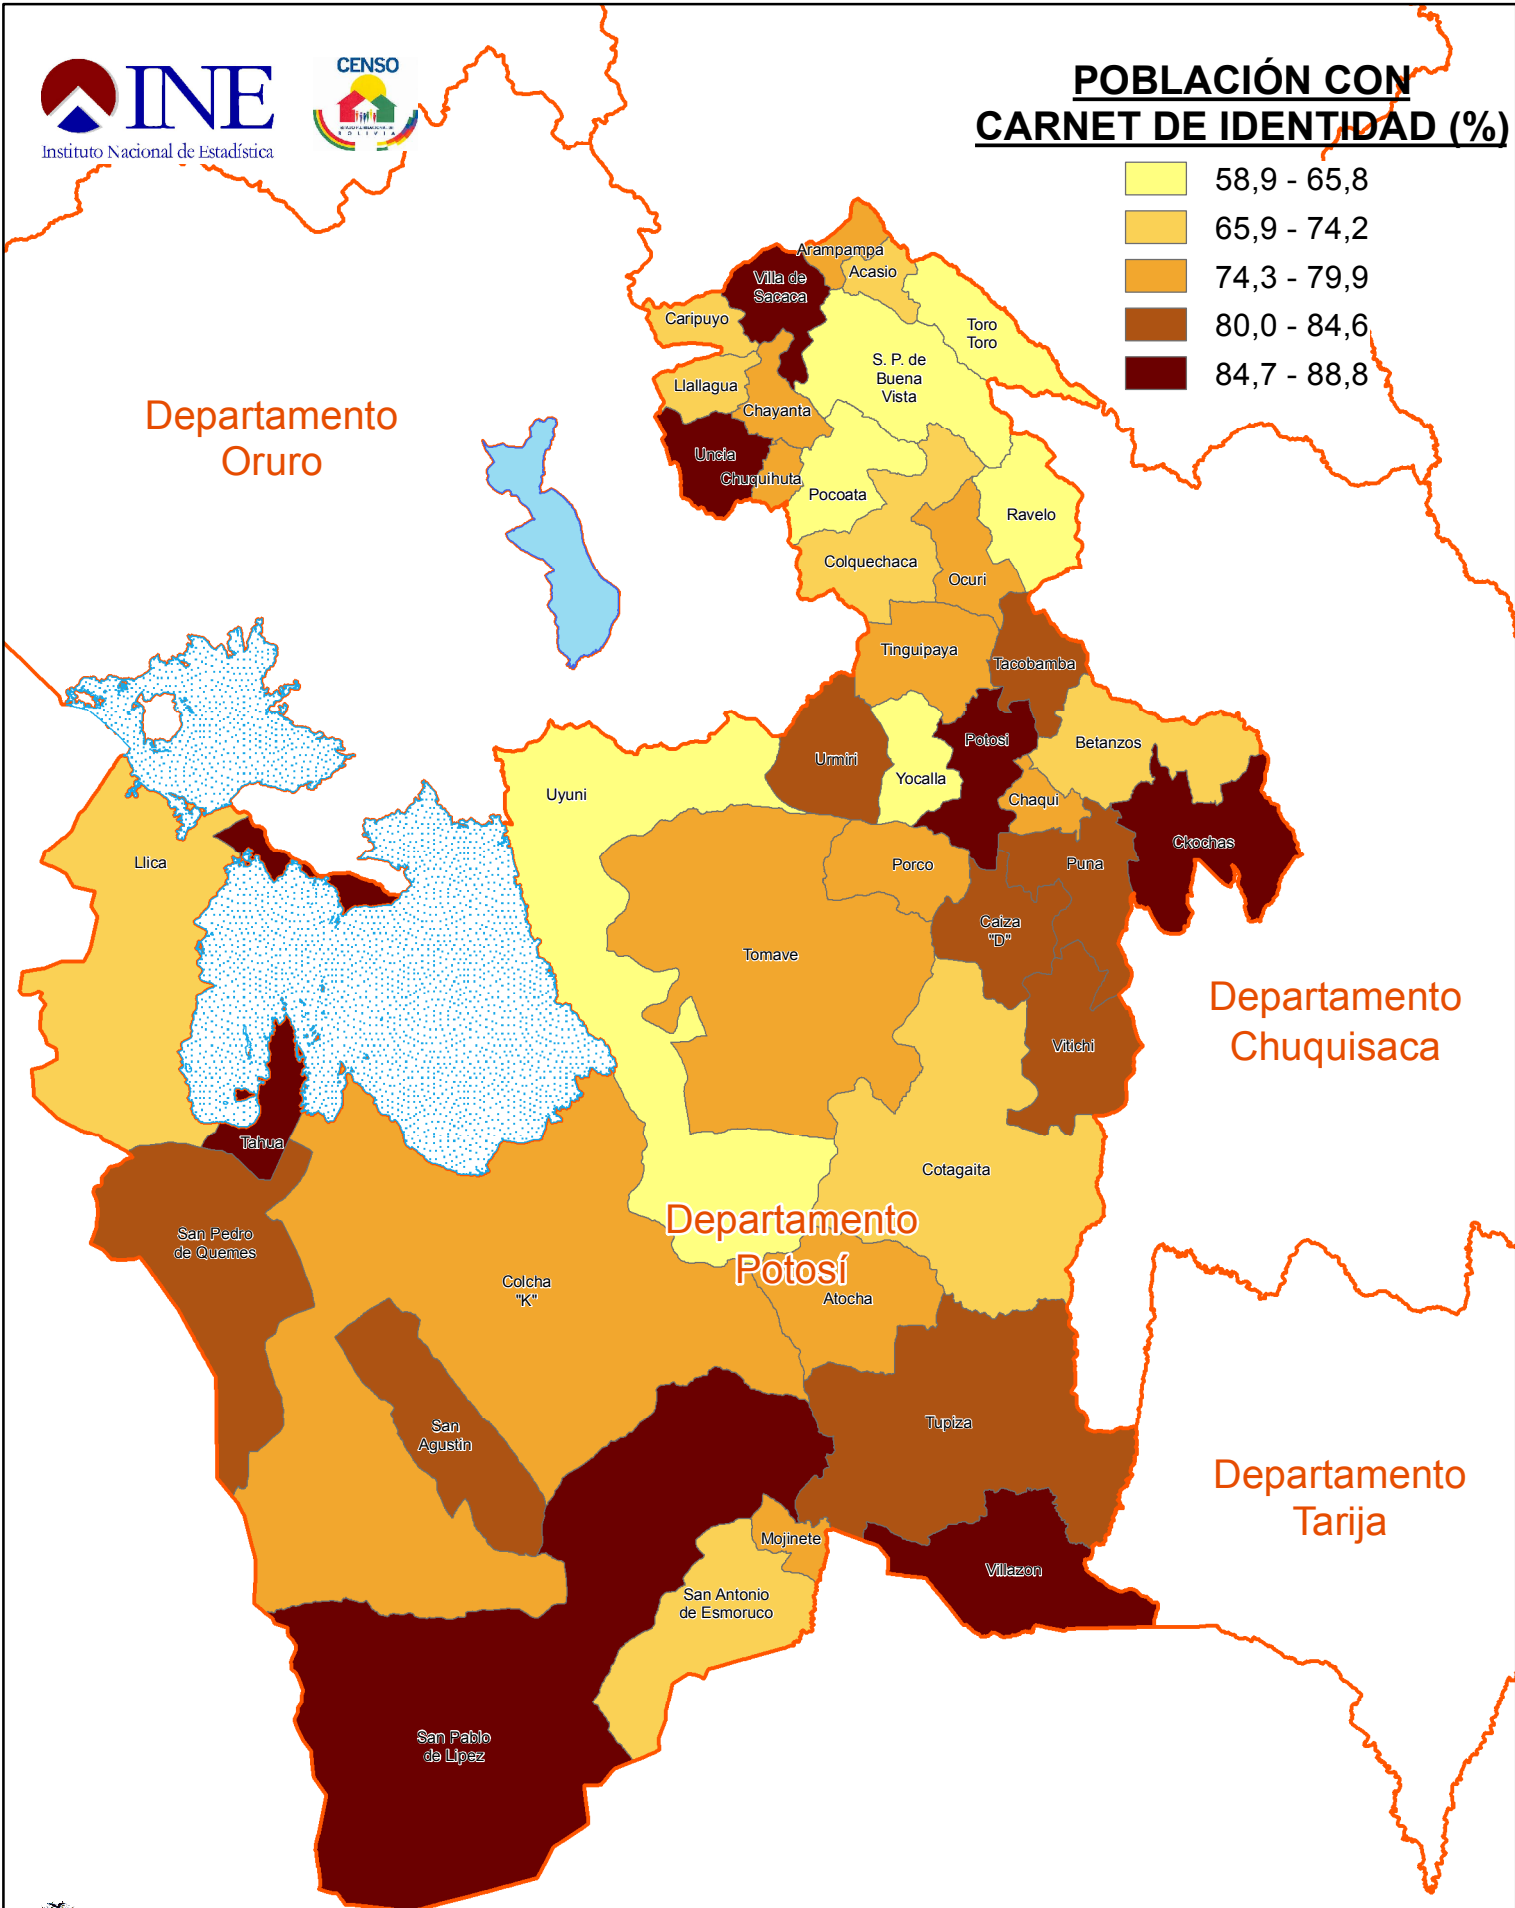 INE
Instituto Nacional de Estadística
CENSO
BOLIVIA
POBLACIÓN CON
CARNET DE IDENTIDAD (%)
58,9 - 65,8
65,9 - 74,2
74,3 - 79,9
80,0 - 84,6
84,7 - 88,8
Arampampa
Acasio
Villa de
Sacaca
Caripuyo
Toro
Toro
S. P. de
Buena
Vista
Llallagua
Chayanta
Departamento
Oruro
Uncia
Chuquihuta
Pocoata
Ravelo
Colquechaca
Ocuri
Tinguipaya
Tacobamba
Potosi
Betanzos
Urmiri
Yocalla
Uyuni
Chaqui
Ckochas
Llica
Porco
Puna
Caiza
"D"
Tomave
Departamento
Chuquisaca
Vitichi
Tahua
Cotagaita
San Pedro
de Quemes
Departamento
Potosí
Colcha
"K"
Atocha
San
Agustin
Tupiza
Departamento
Tarija
Mojinete
Villazon
San Antonio
de Esmoruco
San Pablo
de Lipez